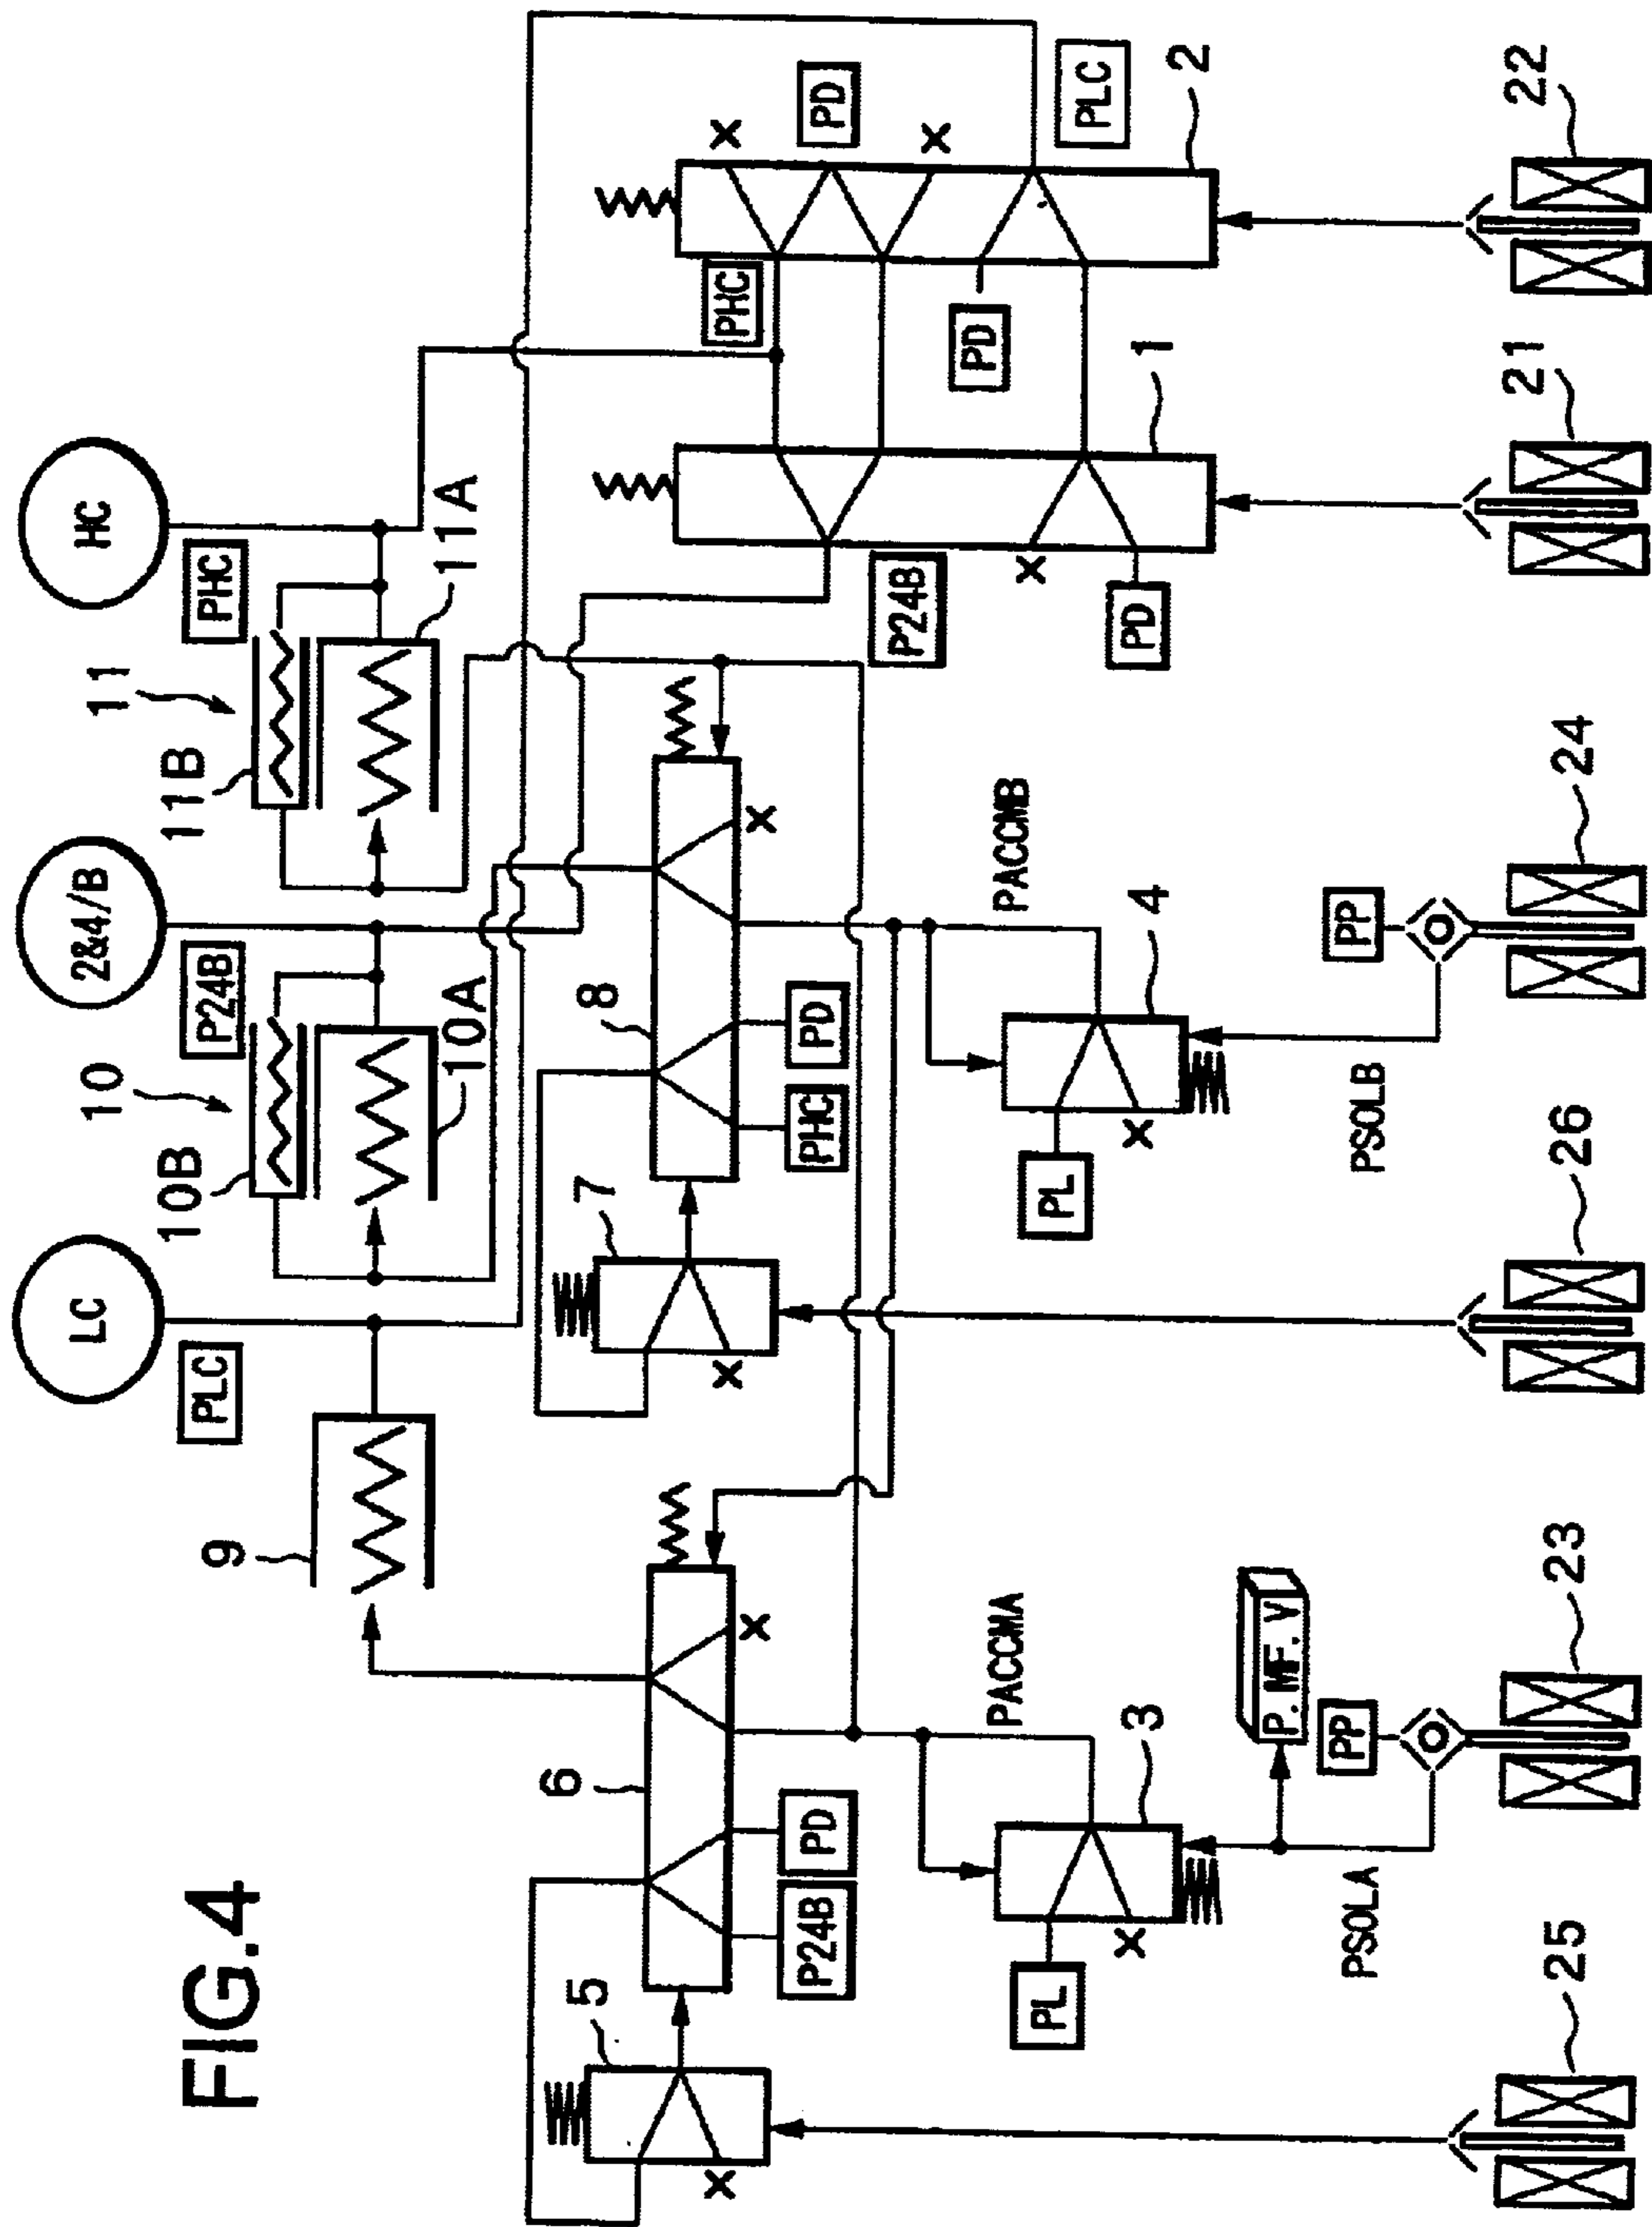 FIG.4
LC
2&4/B
HC
PLC
P24B
PHC
9
10
10B
10A
11
11B
11A
5
6
7
8
P24B
PD
PHC
PD
X
X
X
X
PACCMA
PACCMB
PL
3
X
PL
4
X
PSOLA
PSOLB
P.MF.V
PP
PP
P24B
X
PD
1
PHC
PD
X
PD
X
PLC
2
25
23
26
24
21
22